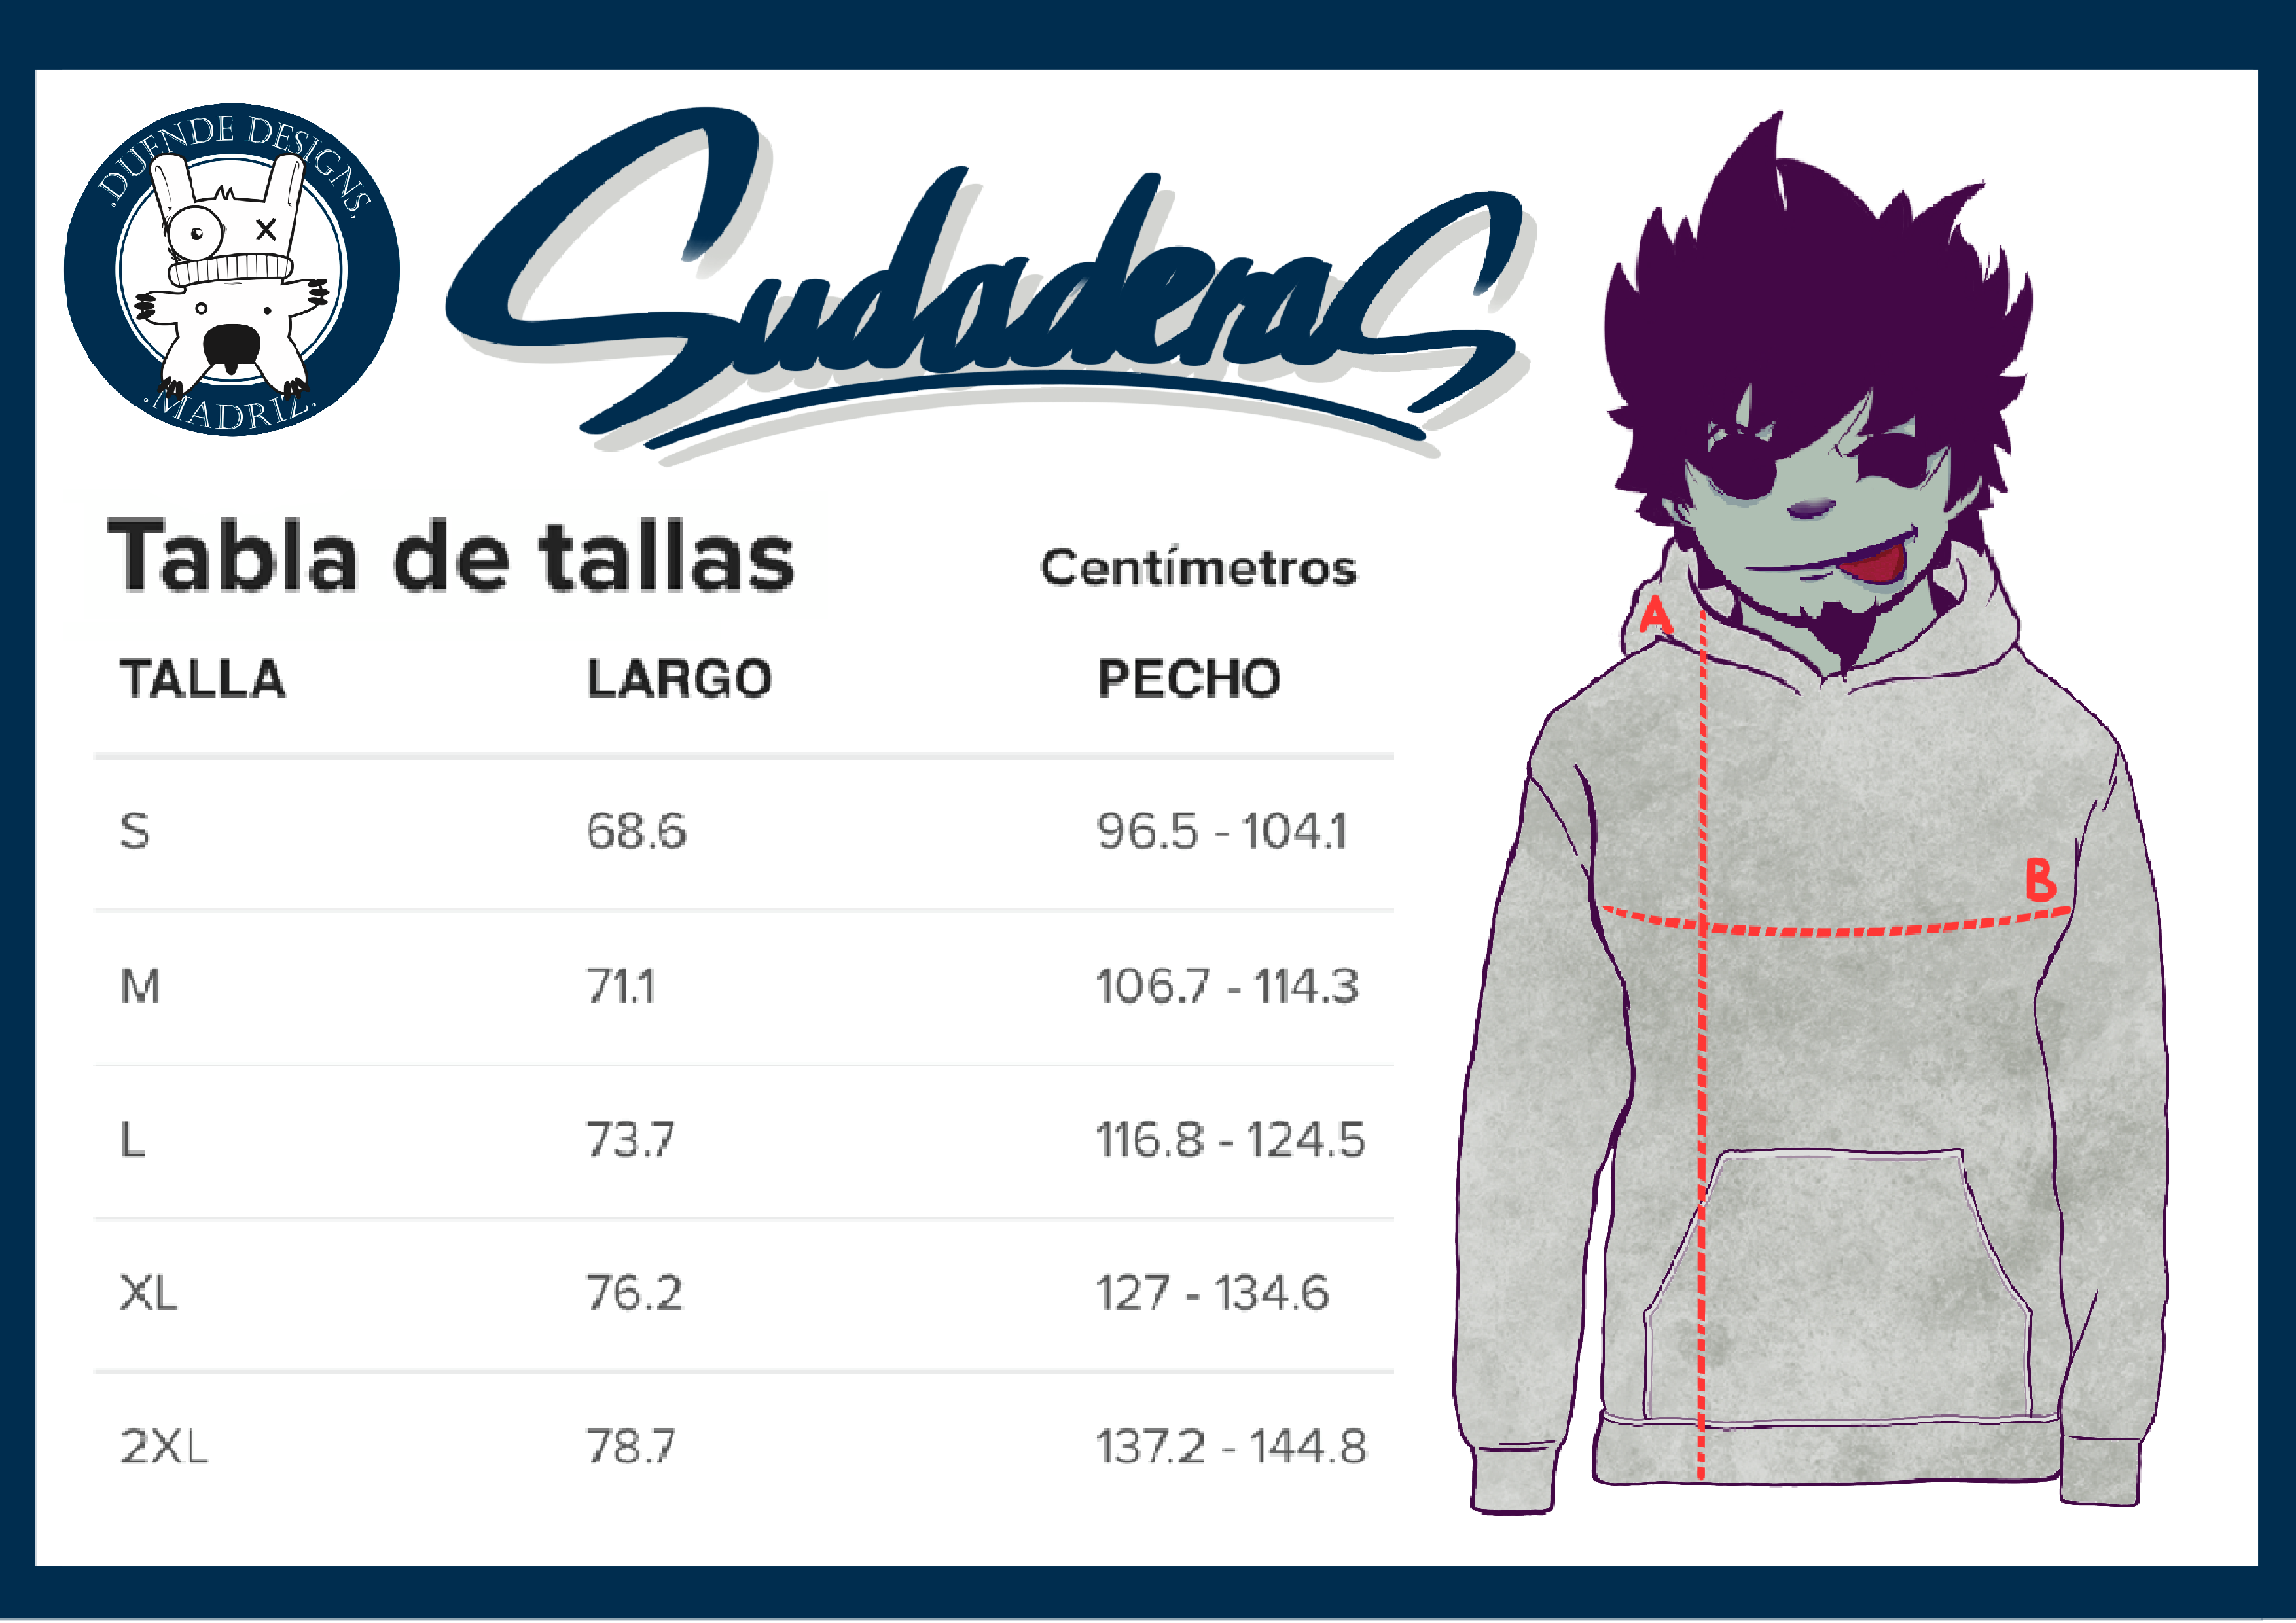 .DUENDE DESIGNS.
.MADRIZ.
Sudaderas
Tabla de tallas
Centímetros
TALLA LARGO PECHO
S 68.6 96.5 - 104.1
M 71.1 106.7 - 114.3
L 73.7 116.8 - 124.5
XL 76.2 127 - 134.6
2XL 78.7 137.2 - 144.8
A
B